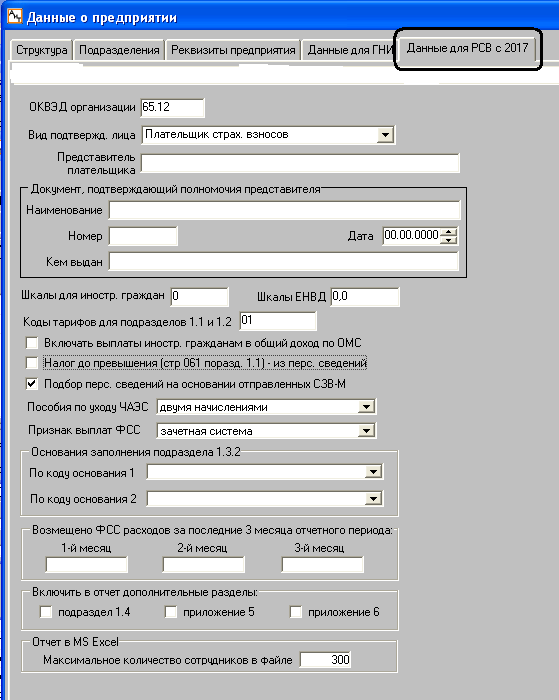 Данные о предприятии
Структура Подразделения Реквизиты предприятия Данные для ГНИ Данные для РСВ с 2017
ОКВЭД организации 65.12
Вид подтвержд. лица Плательщик страх. взносов
Представитель
плательщика
Документ, подтверждающий полномочия представителя
Наименование
Номер Дата 00.00.0000
Кем выдан
Шкалы для иностр. граждан 0 Шкалы ЕНВД 0,0
Коды тарифов для подразделов 1.1 и 1.2 01
Включать выплаты иностр. гражданам в общий доход по ОМС
Налог до превышения (стр 061 поразд. 1.1) - из перс. сведений
Подбор перс. сведений на основании отправленных СЗВ-М
Пособия по уходу ЧАЭС двумя начислениями
Признак выплат ФСС зачетная система
Основания заполнения подраздела 1.3.2
По коду основания 1
По коду основания 2
Возмещено ФСС расходов за последние 3 месяца отчетного периода:
1-й месяц 2-й месяц 3-й месяц
Включить в отчет дополнительные разделы:
подраздел 1.4 приложение 5 приложение 6
Отчет в MS Excel
Максимальное количество сотрудников в файле 300